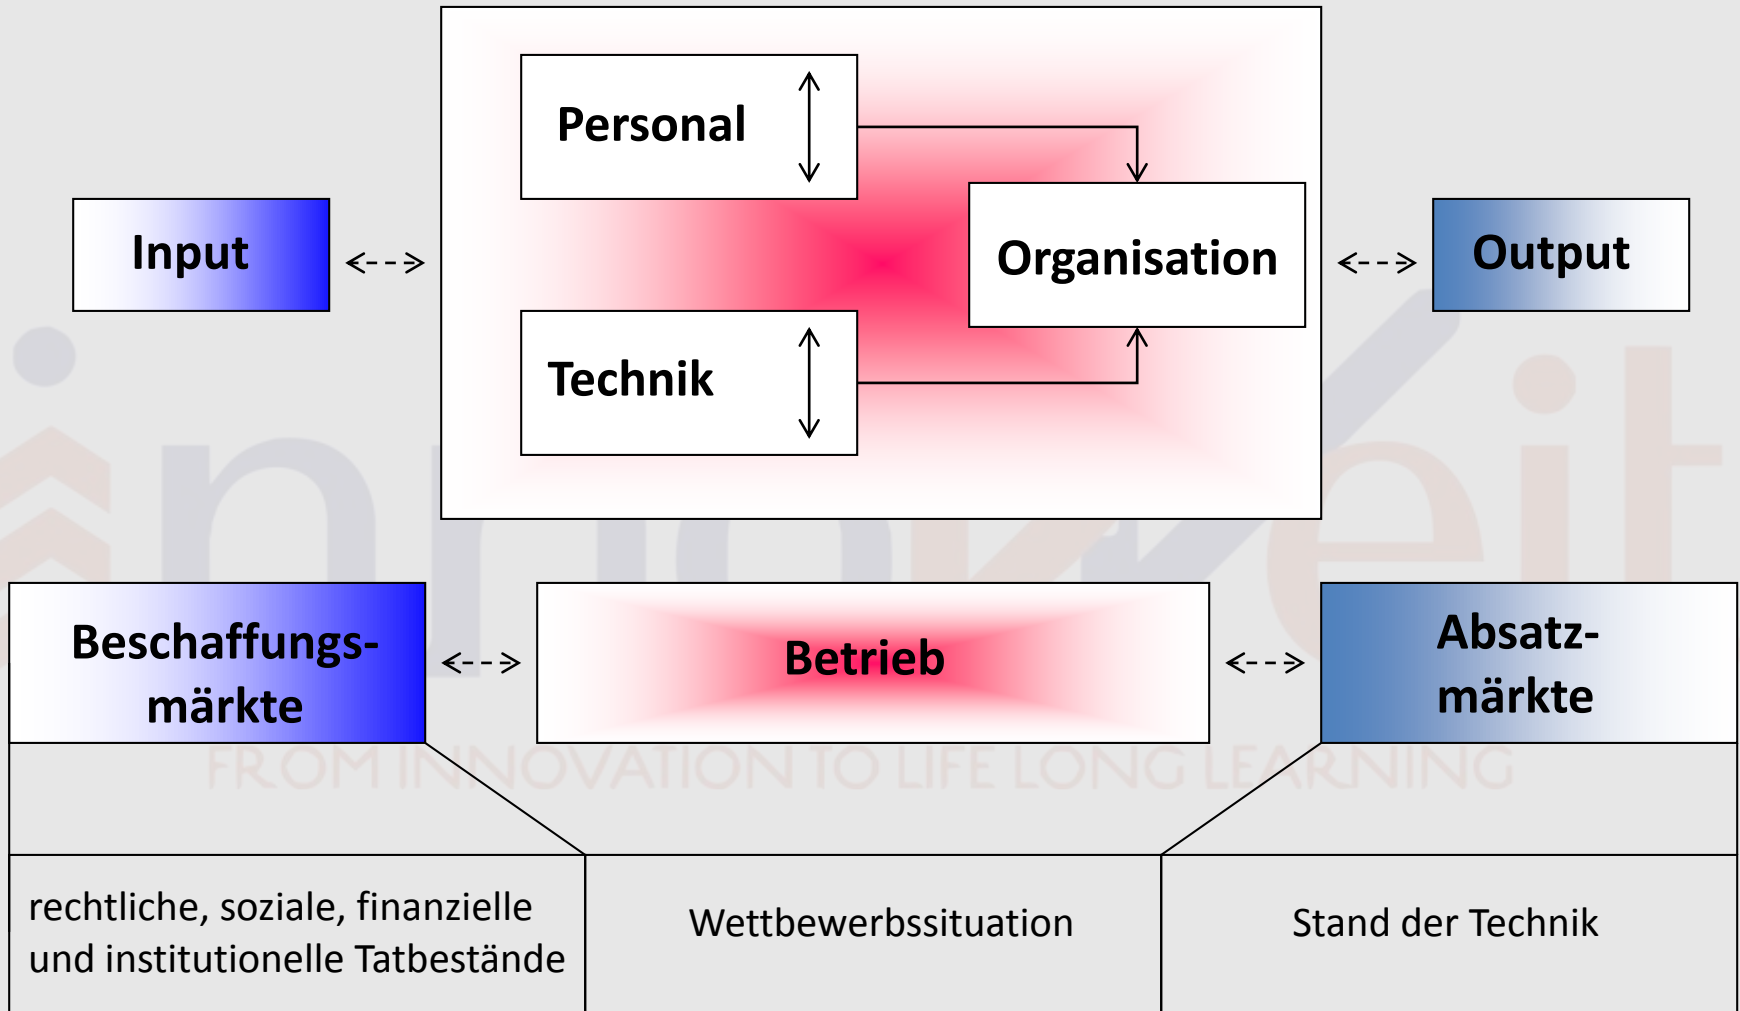 Personal
Input
Organisation
Output
Technik
innoWeit
Beschaffungs-
märkte
Betrieb
Absatz-
märkte
FROM INNOVATION TO LIFE LONG LEARNING
rechtliche, soziale, finanzielle
und institutionelle Tatbestände
Wettbewerbssituation
Stand der Technik